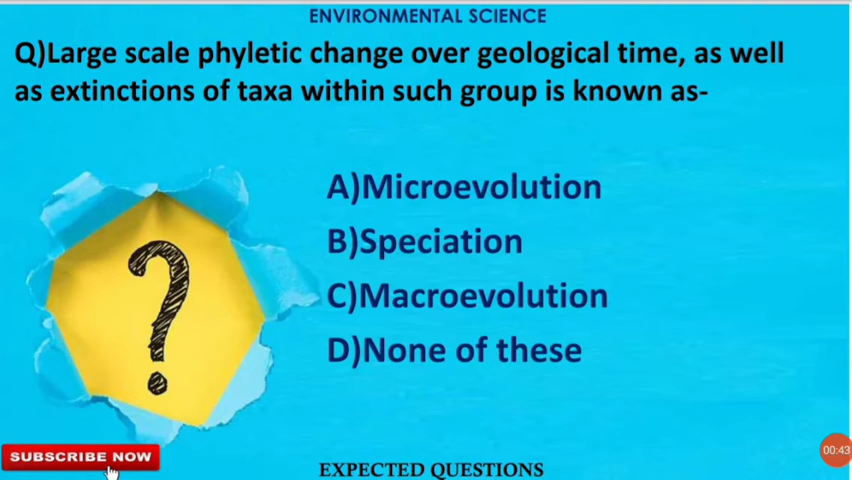 ENVIRONMENTAL SCIENCE
Q)Large scale phyletic change over geological time, as well
as extinctions of taxa within such group is known as-
A)Microevolution
B)Speciation
C)Macroevolution
D)None of these
SUBSCRIBE NOW
00:43
EXPECTED QUESTIONS